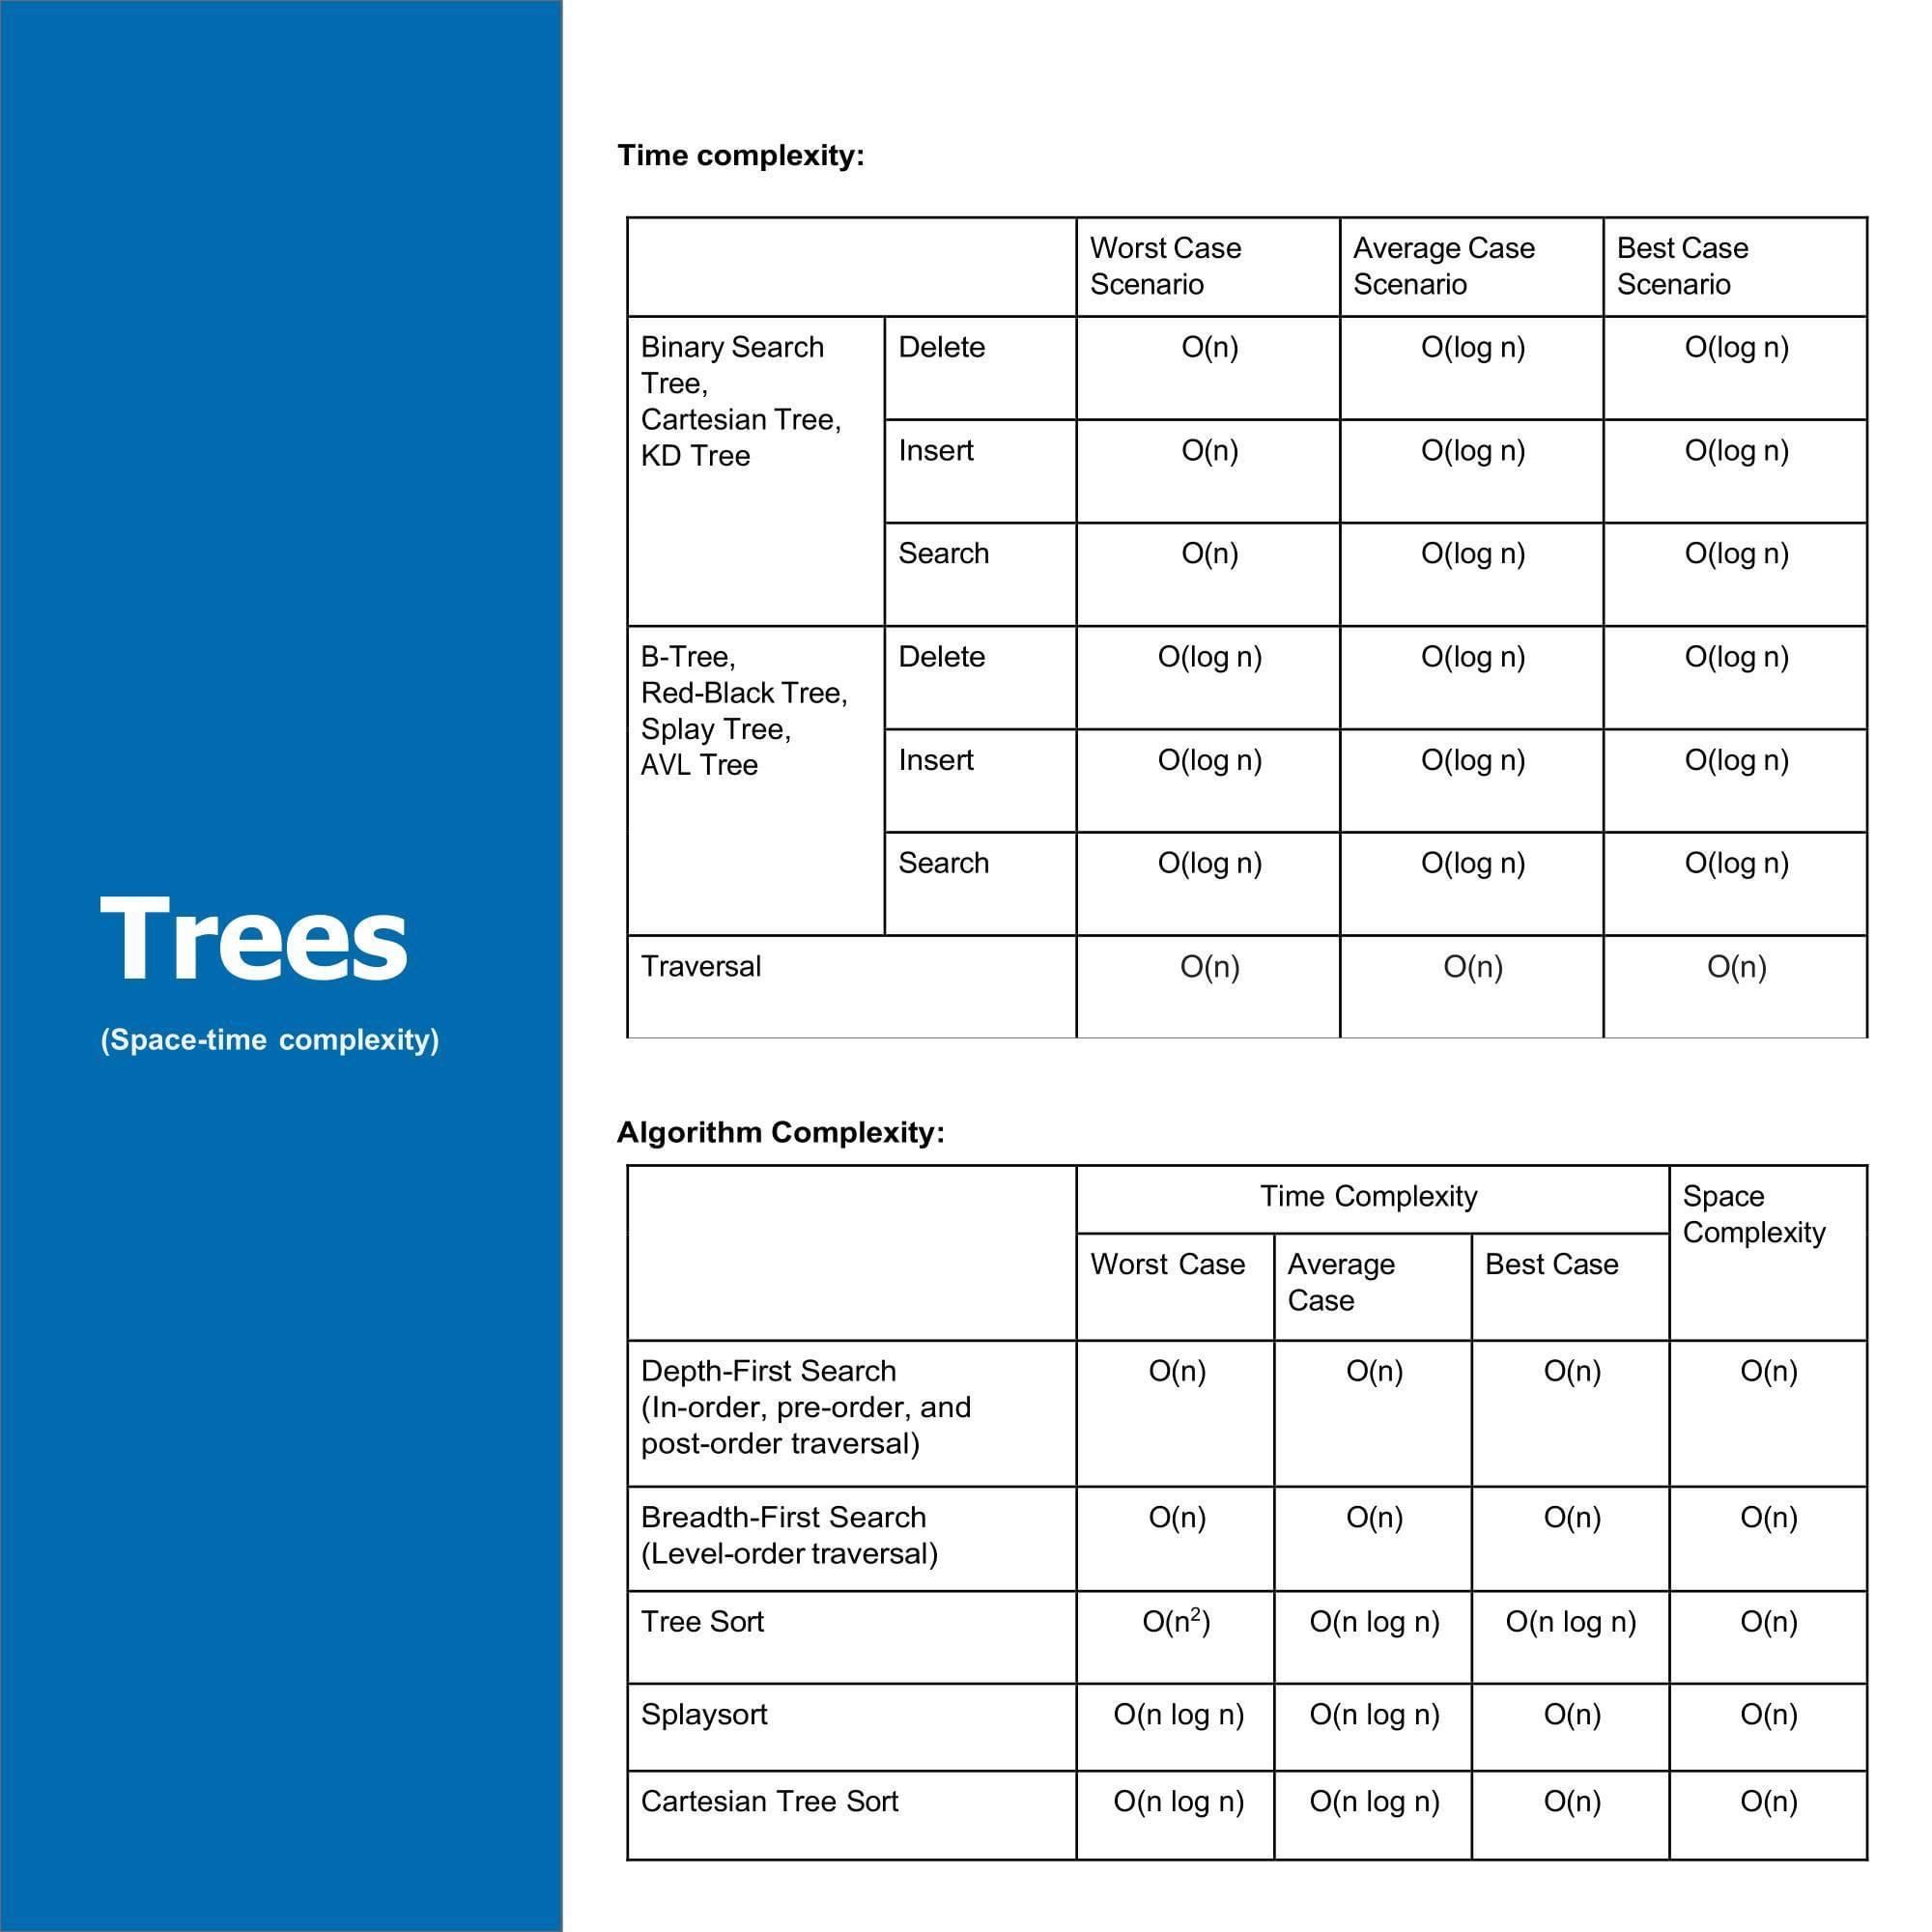 Trees
(Space-time complexity)
Time complexity:
Worst Case
Scenario
Average Case
Scenario
Best Case
Scenario
Binary Search
Tree,
Cartesian Tree,
KD Tree
Delete
O(n)
O(log n)
O(log n)
Insert
O(n)
O(log n)
O(log n)
Search
O(n)
O(log n)
O(log n)
B-Tree,
Red-Black Tree,
Splay Tree,
AVL Tree
Delete
O(log n)
O(log n)
O(log n)
Insert
O(log n)
O(log n)
O(log n)
Search
O(log n)
O(log n)
O(log n)
Traversal
O(n)
O(n)
O(n)
Algorithm Complexity:
Time Complexity
Space
Complexity
Worst Case
Average
Case
Best Case
Depth-First Search
(In-order, pre-order, and
post-order traversal)
O(n)
O(n)
O(n)
O(n)
Breadth-First Search
(Level-order traversal)
O(n)
O(n)
O(n)
O(n)
Tree Sort
O(n²)
O(n log n)
O(n log n)
O(n)
Splaysort
O(n log n)
O(n log n)
O(n)
O(n)
Cartesian Tree Sort
O(n log n)
O(n log n)
O(n)
O(n)